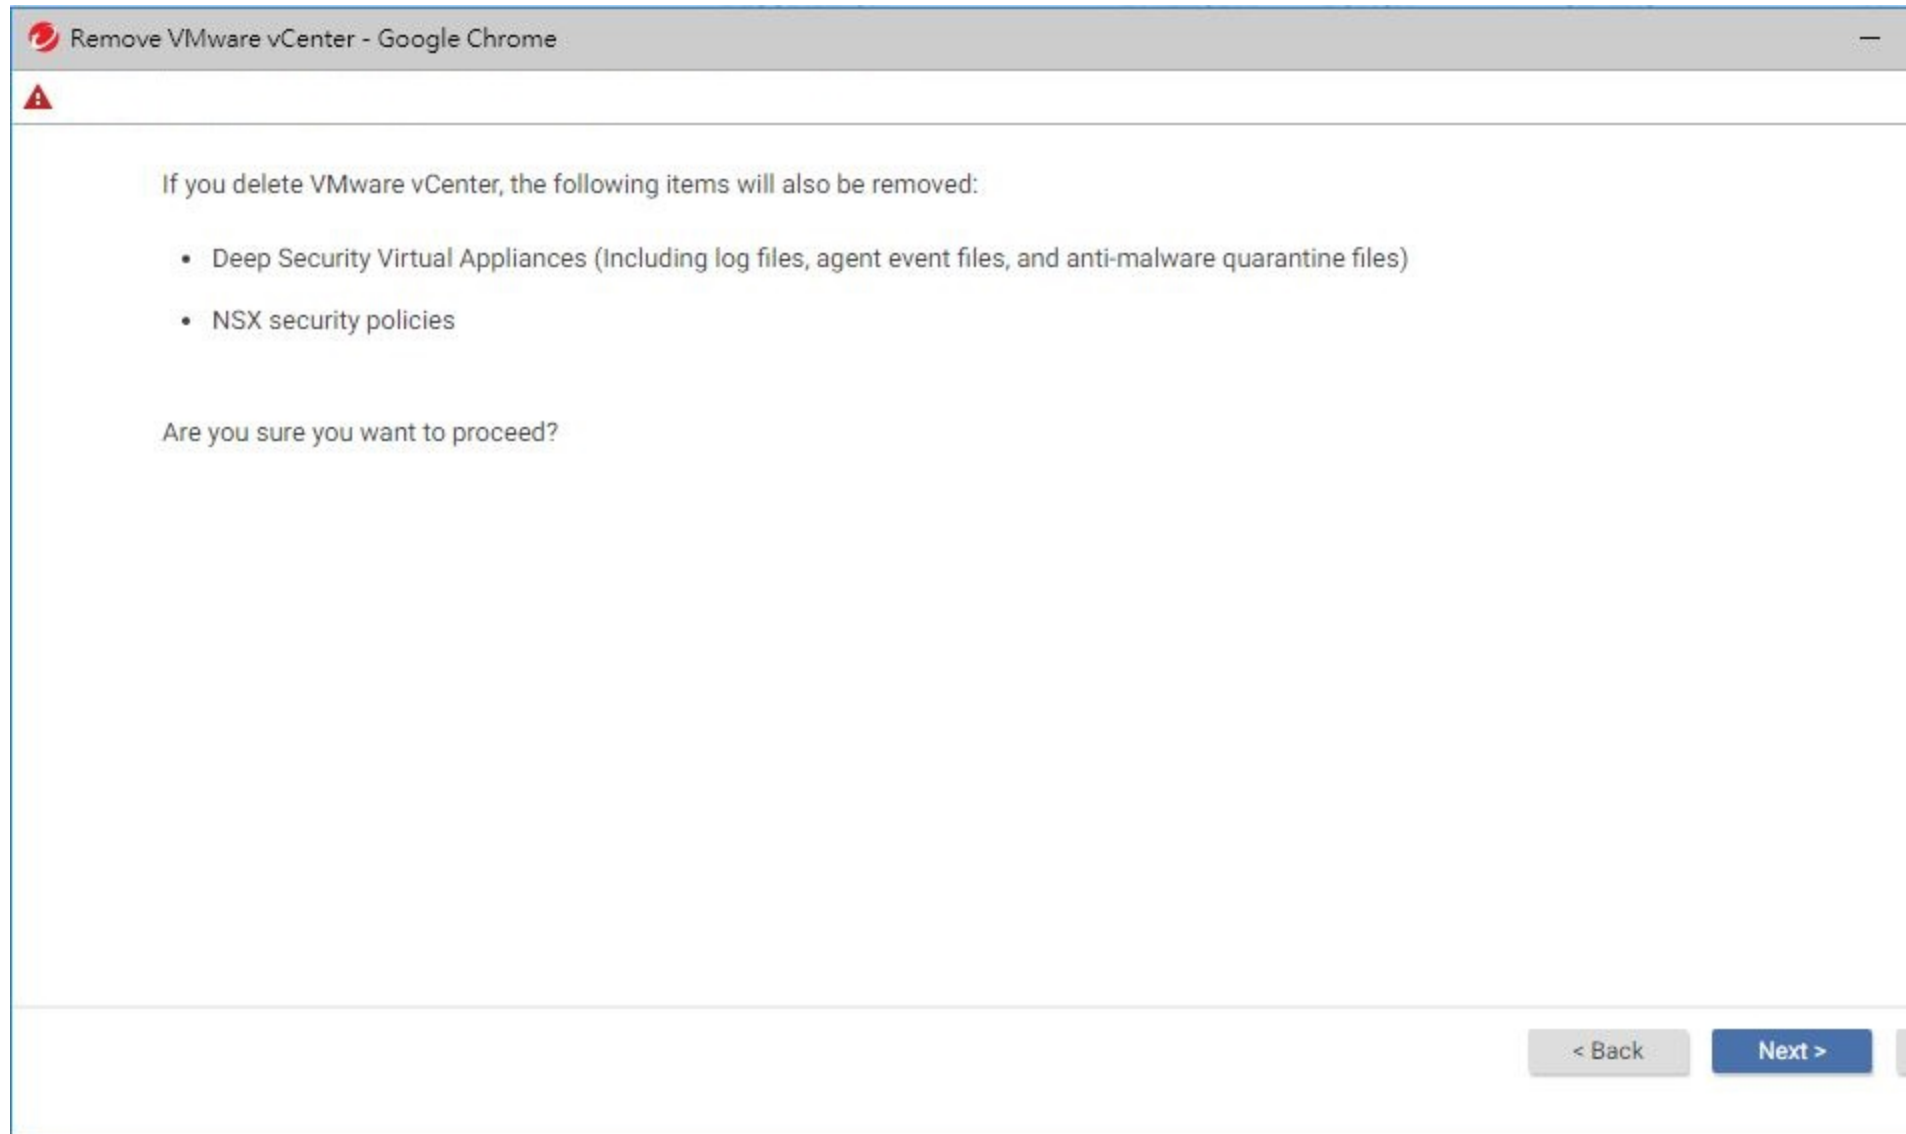 Remove VMware vCenter - Google Chrome
If you delete VMware vCenter, the following items will also be removed:
• Deep Security Virtual Appliances (Including log files, agent event files, and anti-malware quarantine files)
• NSX security policies
Are you sure you want to proceed?
< Back
Next >